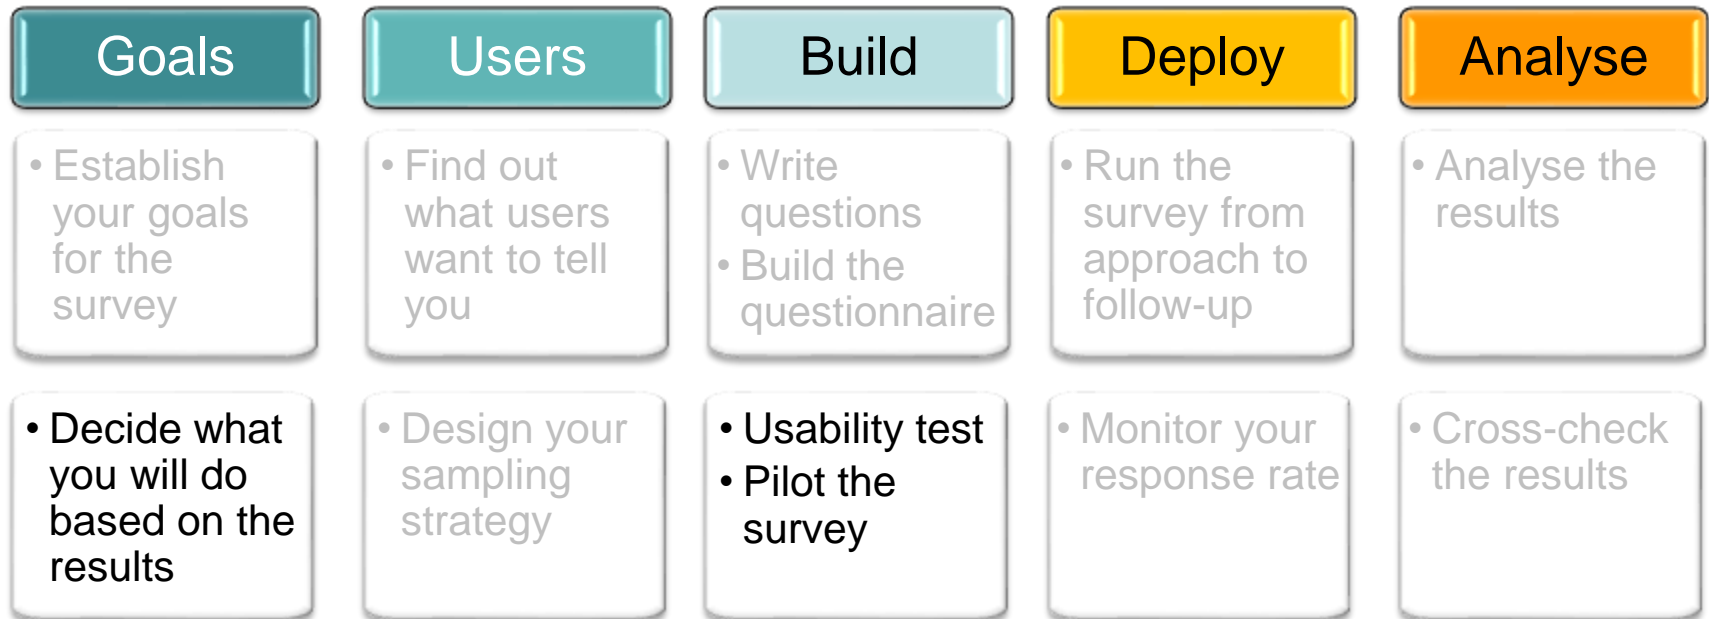 Goals
Users
Build
Deploy
Analyse
• Establish
your goals
for the
survey
• Find out
what users
want to tell
you
• Write
questions
• Build the
questionnaire
• Run the
survey from
approach to
follow-up
• Analyse the
results
• Decide what
you will do
based on the
results
• Design your
sampling
strategy
• Usability test
• Pilot the
survey
• Monitor your
response rate
• Cross-check
the results